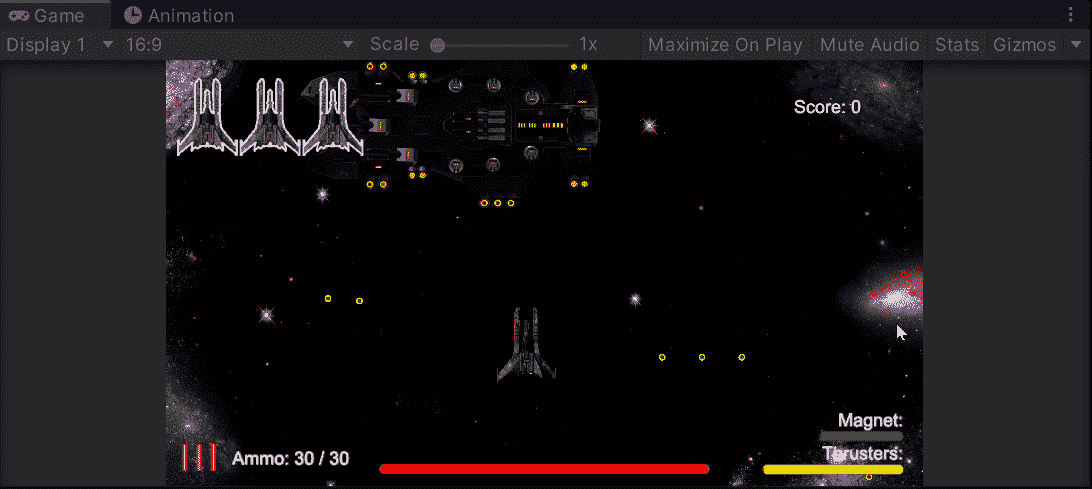 Game Animation
Display 1 16:9 Scale 1x Maximize On Play Mute Audio Stats Gizmos
Score: 0
Magnet:
Thrusters:
Ammo: 30 / 30